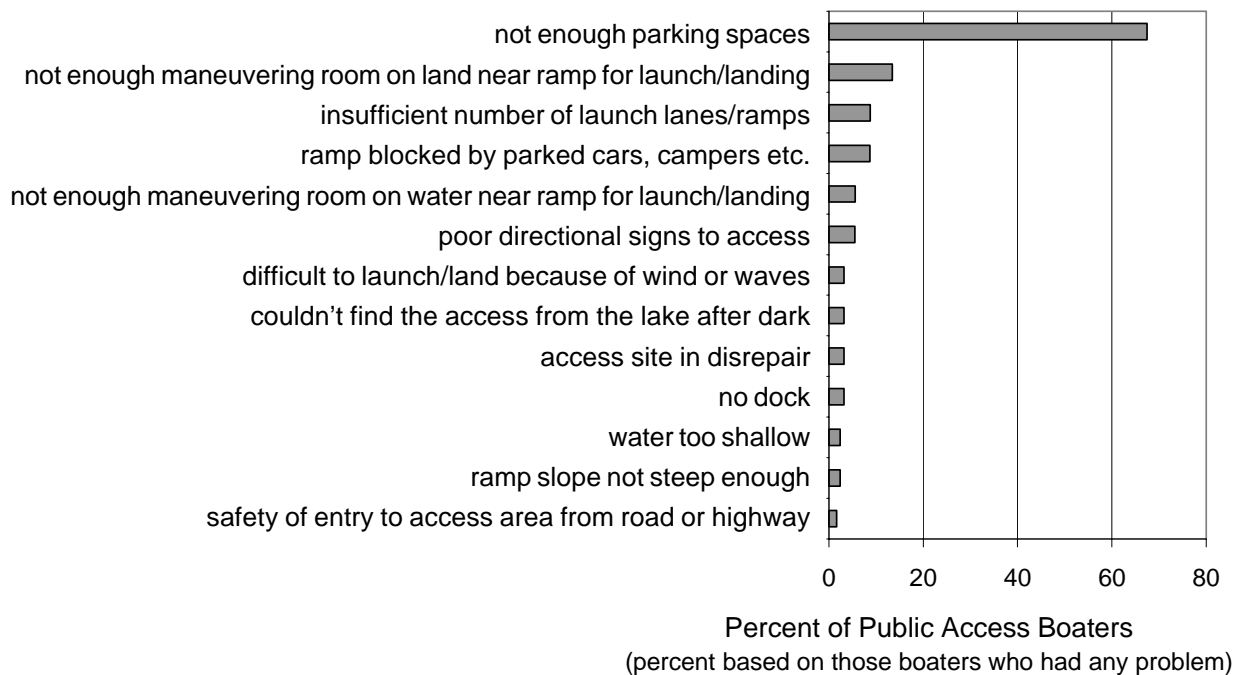 not enough parking spaces
not enough maneuvering room on land near ramp for launch/landing
insufficient number of launch lanes/ramps
ramp blocked by parked cars, campers etc.
not enough maneuvering room on water near ramp for launch/landing
poor directional signs to access
difficult to launch/land because of wind or waves
couldn’t find the access from the lake after dark
access site in disrepair
no dock
water too shallow
ramp slope not steep enough
safety of entry to access area from road or highway
0 20 40 60 80
Percent of Public Access Boaters
(percent based on those boaters who had any problem)